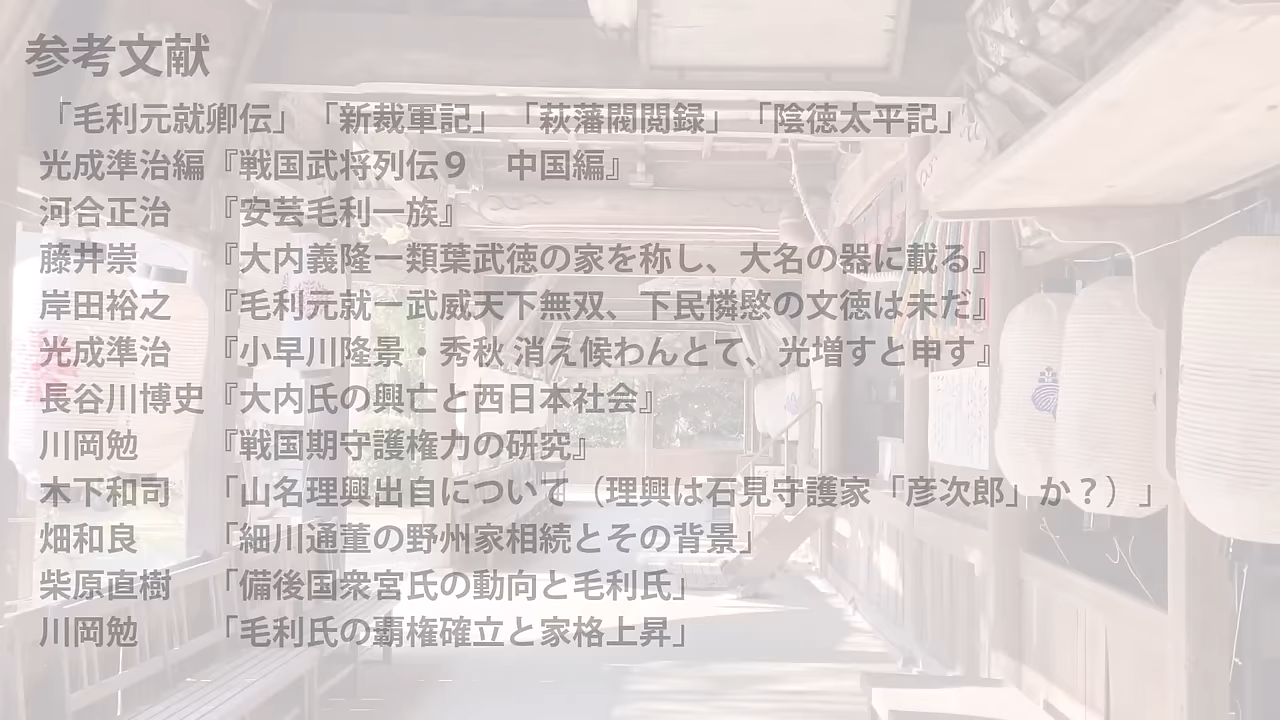 参考文献
「毛利元就卿伝」「新裁軍記」「萩藩閥閲録」「陰徳太平記」
光成準治編『戦国武将列伝９　中国編』
河合正治　『安芸毛利一族』
藤井崇　　『大内義隆ー類葉武徳の家を称し、大名の器に載る』
岸田裕之　『毛利元就ー武威天下無双、下民憐愍の文徳は未だ』
光成準治　『小早川隆景・秀秋 消え候わんとて、光増すと申す』
長谷川博史『大内氏の興亡と西日本社会』
川岡勉　　『戦国期守護権力の研究』
木下和司　「山名理興出自について（理興は石見守護家「彦次郎」か？）」
畑和良　　「細川通董の野州家相続とその背景」
柴原直樹　「備後国衆宮氏の動向と毛利氏」
川岡勉　　「毛利氏の覇権確立と家格上昇」